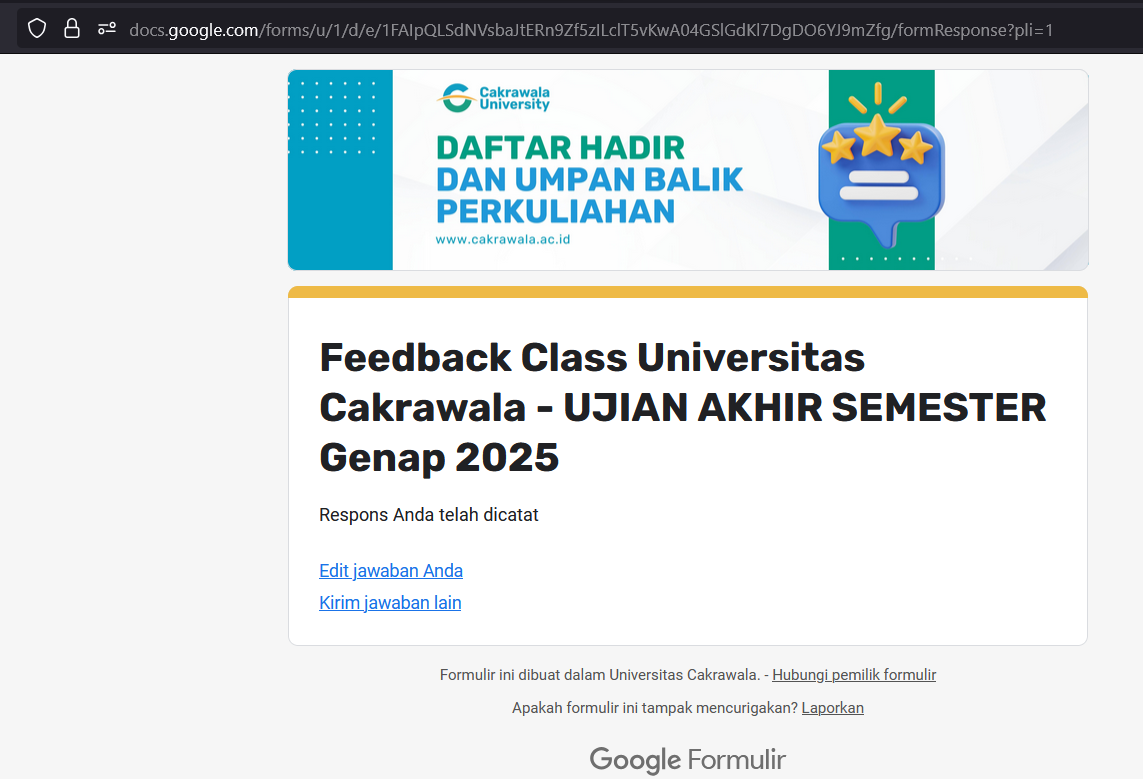 docs.google.com/forms/u/1/d/e/1FAIpQLSdNVsbaJtERn9Zf5zILclT5vKwA04GSlGdKl7DgDO6YJ9mZfg/formResponse?pli=1
Cakrawala
University
DAFTAR HADIR
DAN UMPAN BALIK
PERKULIAHAN
www.cakrawala.ac.id
Feedback Class Universitas
Cakrawala - UJIAN AKHIR SEMESTER
Genap 2025
Respons Anda telah dicatat
Edit jawaban Anda
Kirim jawaban lain
Formulir ini dibuat dalam Universitas Cakrawala. - Hubungi pemilik formulir
Apakah formulir ini tampak mencurigakan? Laporkan
Google Formulir